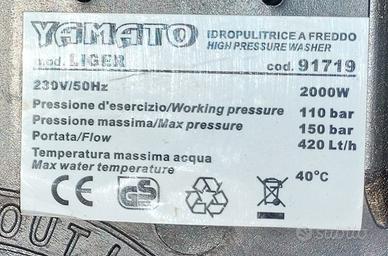 YAMATO
IDROPULITRICE A FREDDO
HIGH PRESSURE WASHER
mod. LIGER
cod. 91719
230V/50Hz
2000W
Pressione d'esercizio/Working pressure
110 bar
Pressione massima/Max pressure
150 bar
Portata/Flow
420 Lt/h
Temperatura massima acqua
Max water temperature
40°C
CE
GS
OUT
subito